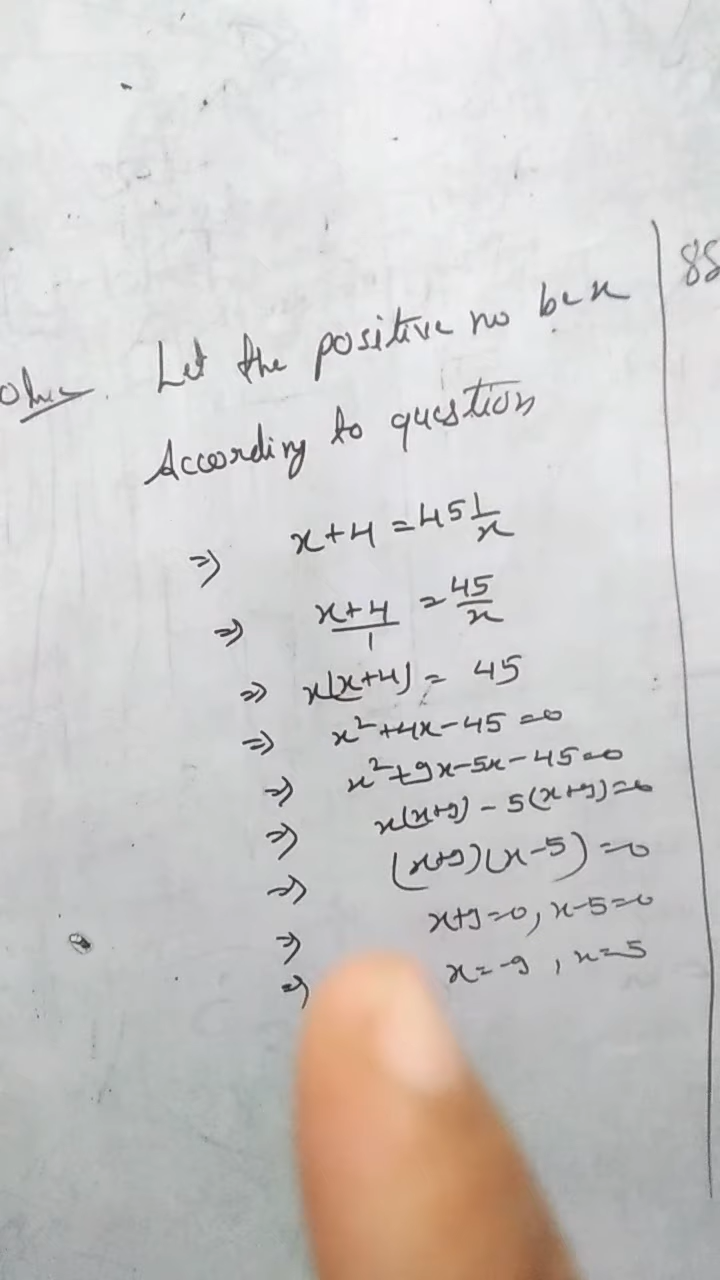 Let the positive no be x
88
According to question
⇒ x+4 = 45 1/x
⇒ x+4/1 = 45/x
⇒ x(x+4) = 45
⇒ x²+4x-45=0
⇒ x²+9x-5x-45=0
⇒ x(x+9) - 5(x+9)=0
⇒ (x+9)(x-5)=0
⇒ x+9=0, x-5=0
⇒ x=-9, x=5